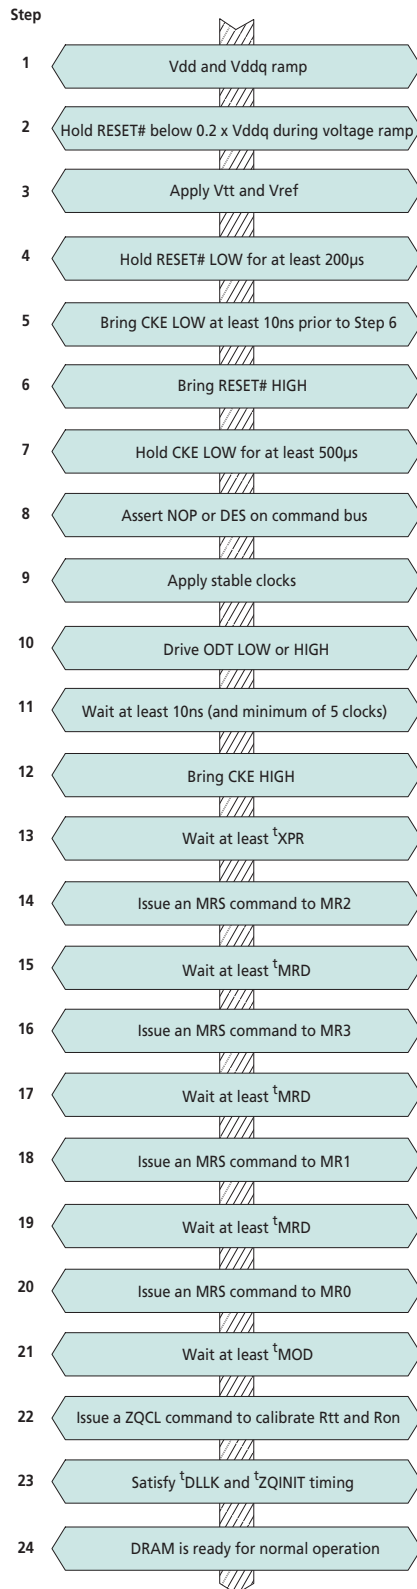 Step
1 Vdd and Vddq ramp
2 Hold RESET# below 0.2 x Vddq during voltage ramp
3 Apply Vtt and Vref
4 Hold RESET# LOW for at least 200µs
5 Bring CKE LOW at least 10ns prior to Step 6
6 Bring RESET# HIGH
7 Hold CKE LOW for at least 500µs
8 Assert NOP or DES on command bus
9 Apply stable clocks
10 Drive ODT LOW or HIGH
11 Wait at least 10ns (and minimum of 5 clocks)
12 Bring CKE HIGH
13 Wait at least tXPR
14 Issue an MRS command to MR2
15 Wait at least tMRD
16 Issue an MRS command to MR3
17 Wait at least tMRD
18 Issue an MRS command to MR1
19 Wait at least tMRD
20 Issue an MRS command to MR0
21 Wait at least tMOD
22 Issue a ZQCL command to calibrate Rtt and Ron
23 Satisfy tDLLK and tZQINIT timing
24 DRAM is ready for normal operation